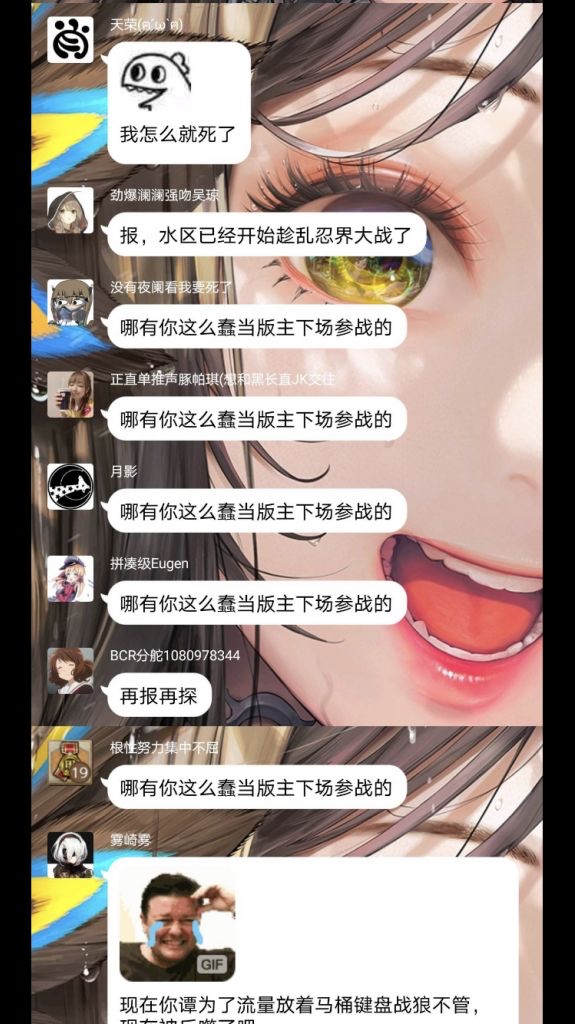 天荣(ฅ'ω`ฅ)
我怎么就死了
劲爆澜澜强吻吴琼
报，水区已经开始趁乱忍界大战了
没有夜阑看我要死了
哪有你这么蠢当版主下场参战的
正直单推声豚帕琪(想和黑长直JK交往
哪有你这么蠢当版主下场参战的
月影
哪有你这么蠢当版主下场参战的
拼凑级Eugen
哪有你这么蠢当版主下场参战的
BCR分舵1080978344
再报再探
根性努力集中不屈
19
哪有你这么蠢当版主下场参战的
雾崎雾
GIF
现在你谭为了流量放着马桶键盘战狼不管，